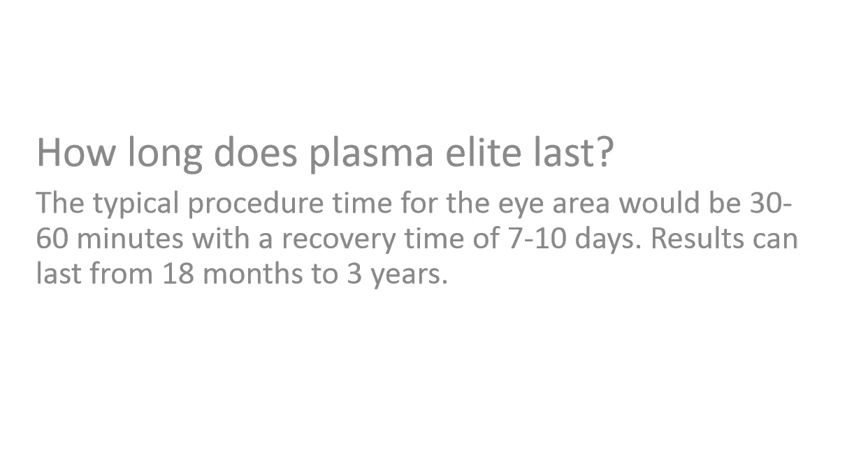 How long does plasma elite last?
The typical procedure time for the eye area would be 30-
60 minutes with a recovery time of 7-10 days. Results can
last from 18 months to 3 years.